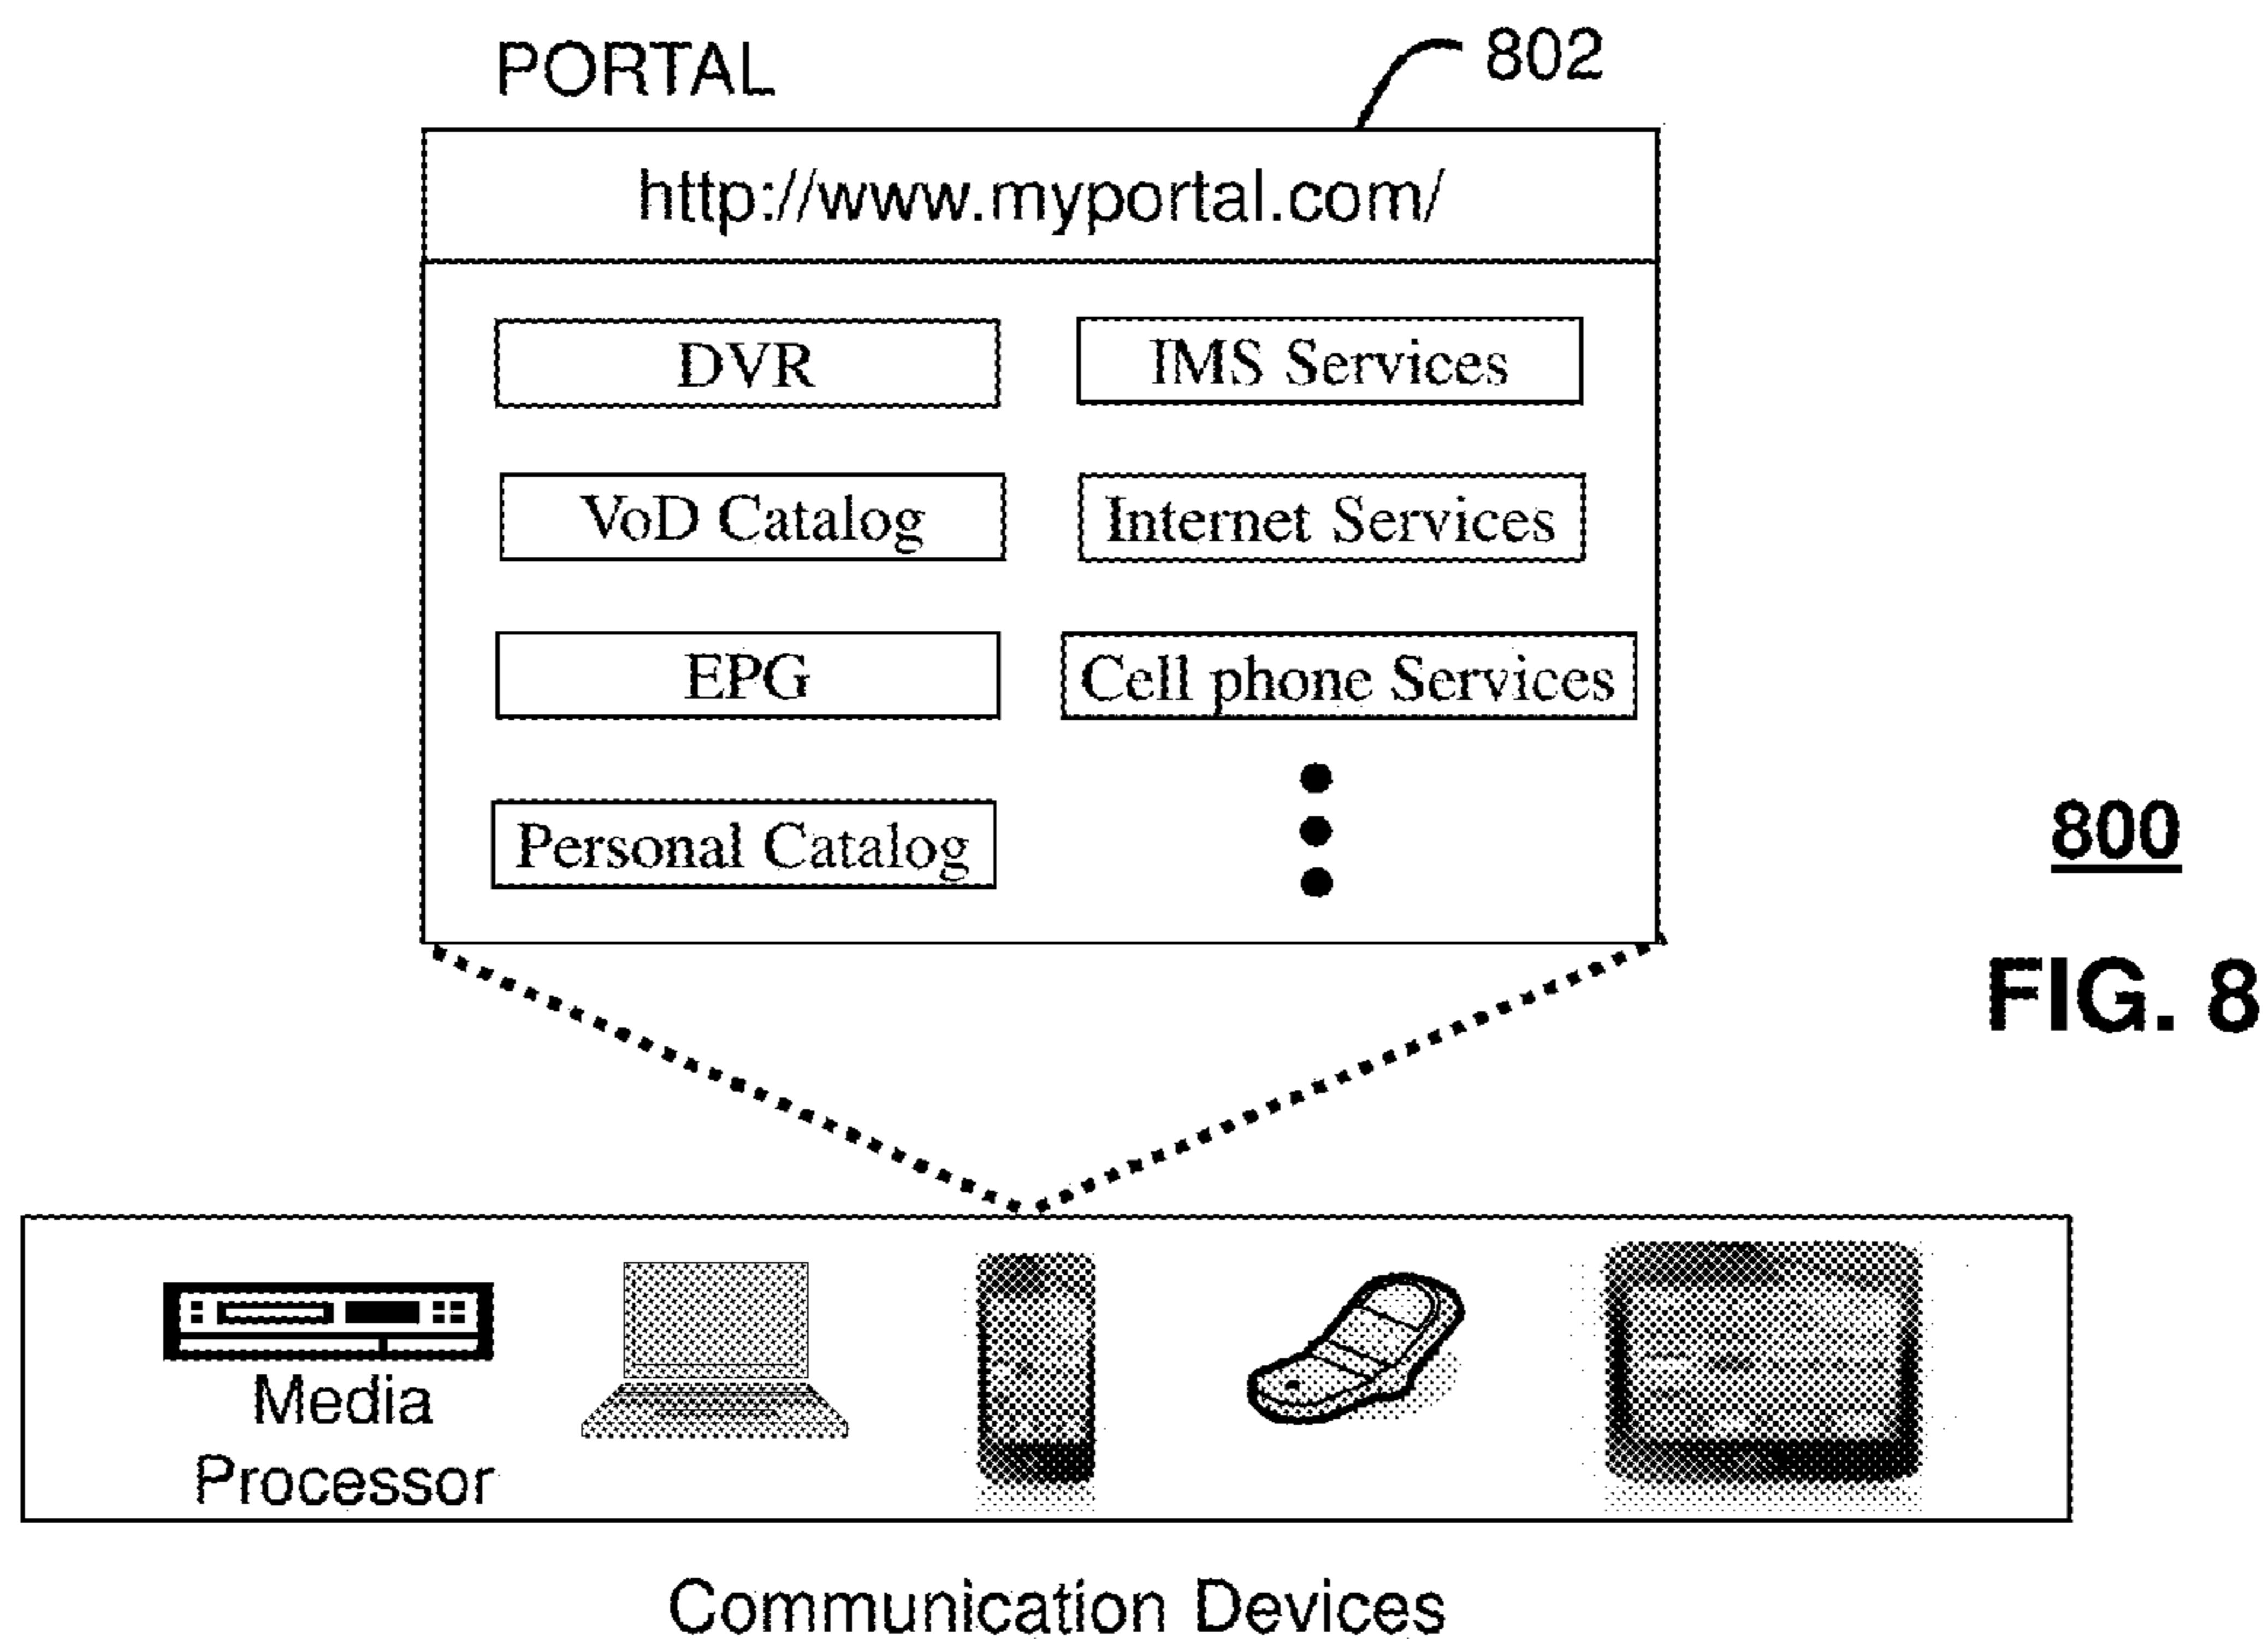 PORTAL
802
http://www.myportal.com/
DVR
IMS Services
VoD Catalog
Internet Services
EPG
Cell phone Services
Personal Catalog
800
FIG. 8
Media
Processor
Communication Devices